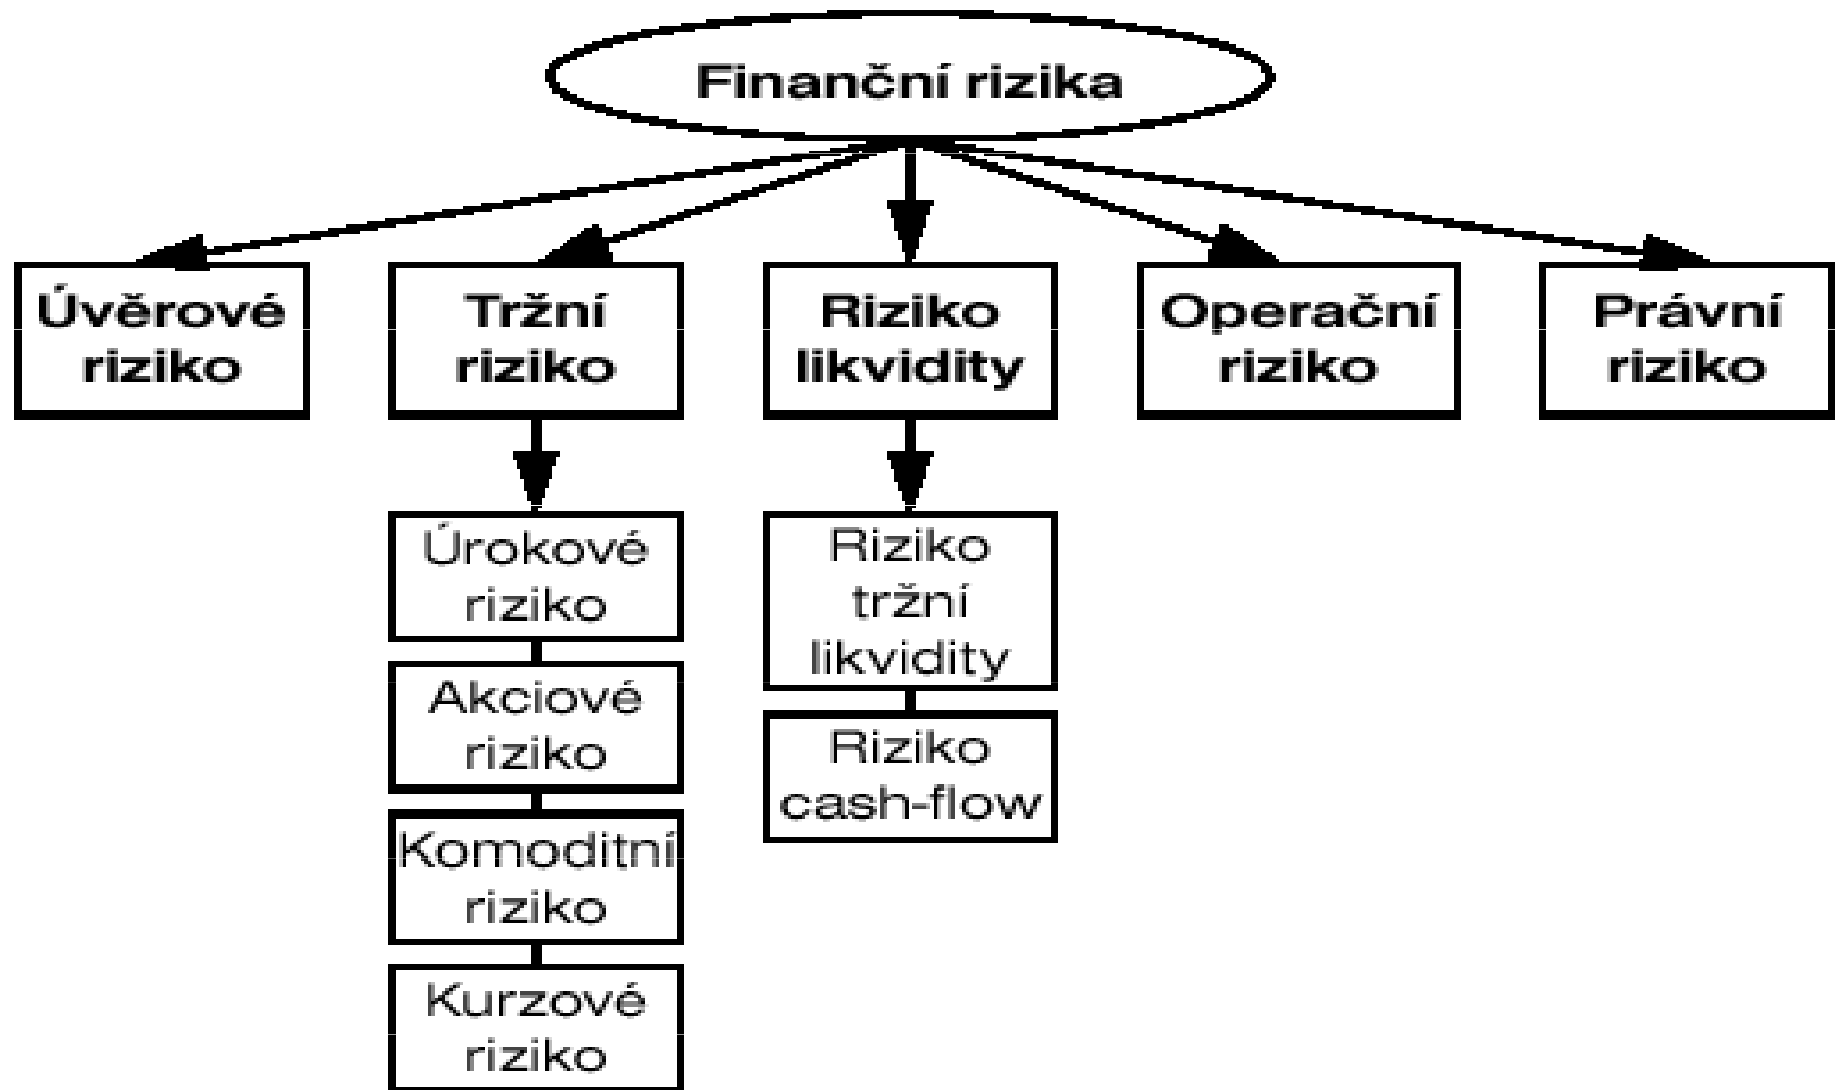 Finanční rizika
Úvěrové
riziko
Tržní
riziko
Riziko
likvidity
Operační
riziko
Právní
riziko
Úrokové
riziko
Akciové
riziko
Komoditní
riziko
Kurzové
riziko
Riziko
tržní
likvidity
Riziko
cash-flow